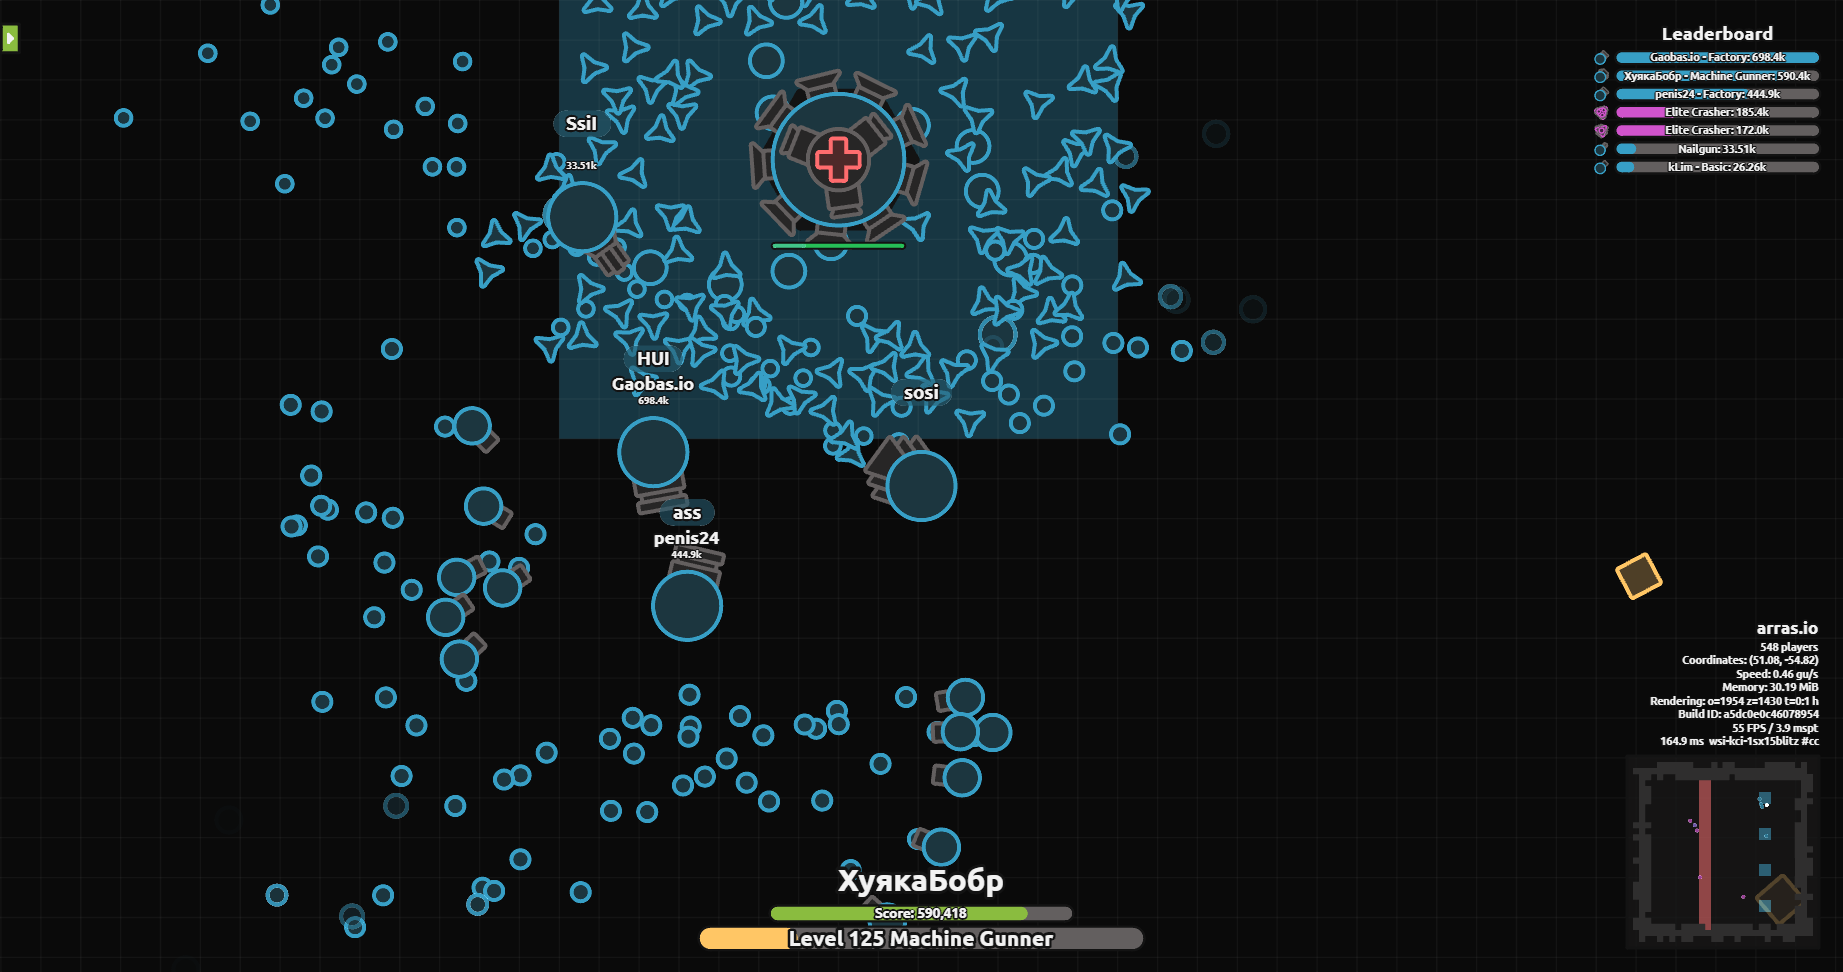 Leaderboard
Gaobas.io - Factory: 698.4k
ХуякаБобр - Machine Gunner: 590.4k
penis24 - Factory: 444.9k
Elite Crasher: 185.4k
Elite Crasher: 172.0k
Nailgun: 33.51k
kLim - Basic: 26.26k
SsiI
33.51k
HUI
Gaobas.io
698.4k
sosi
ass
penis24
444.9k
arras.io
548 players
Coordinates: (51.08, -54.82)
Speed: 0.46 gu/s
Memory: 30.19 MiB
Rendering: o=1954 z=1430 t=0:1 h
Build ID: a5dc0e0c46078954
55 FPS / 3.9 mspt
164.9 ms wsi-kci-1sx15blitz #cc
ХуякаБобр
Score: 590,418
Level 125 Machine Gunner